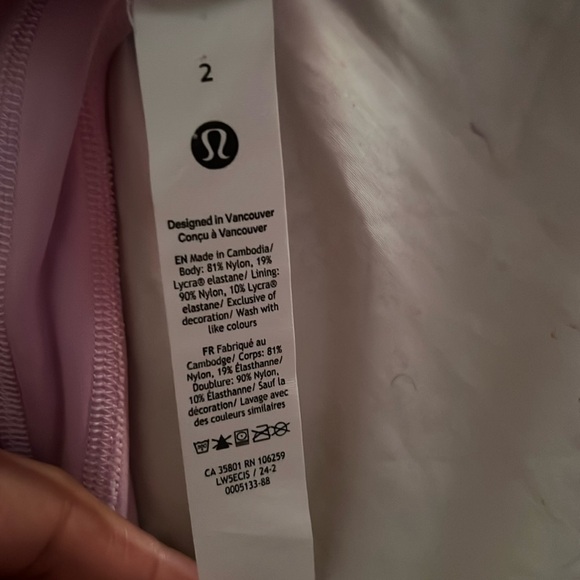 2
Designed in Vancouver
Conçu à Vancouver
EN Made in Cambodia/
Body: 81% Nylon, 19%
Lycra® elastane/ Lining:
90% Nylon, 10% Lycra®
elastane/ Exclusive of
decoration/ Wash with
like colours
FR Fabriqué au
Cambodge/ Corps: 81%
Nylon, 19% Élasthanne/
Doublure: 90% Nylon,
10% Élasthanne/ Sauf la
décoration/ Lavage avec
des couleurs similaires
CA 35801 RN 106259
LW5ECJS / 24-2
0005133-88